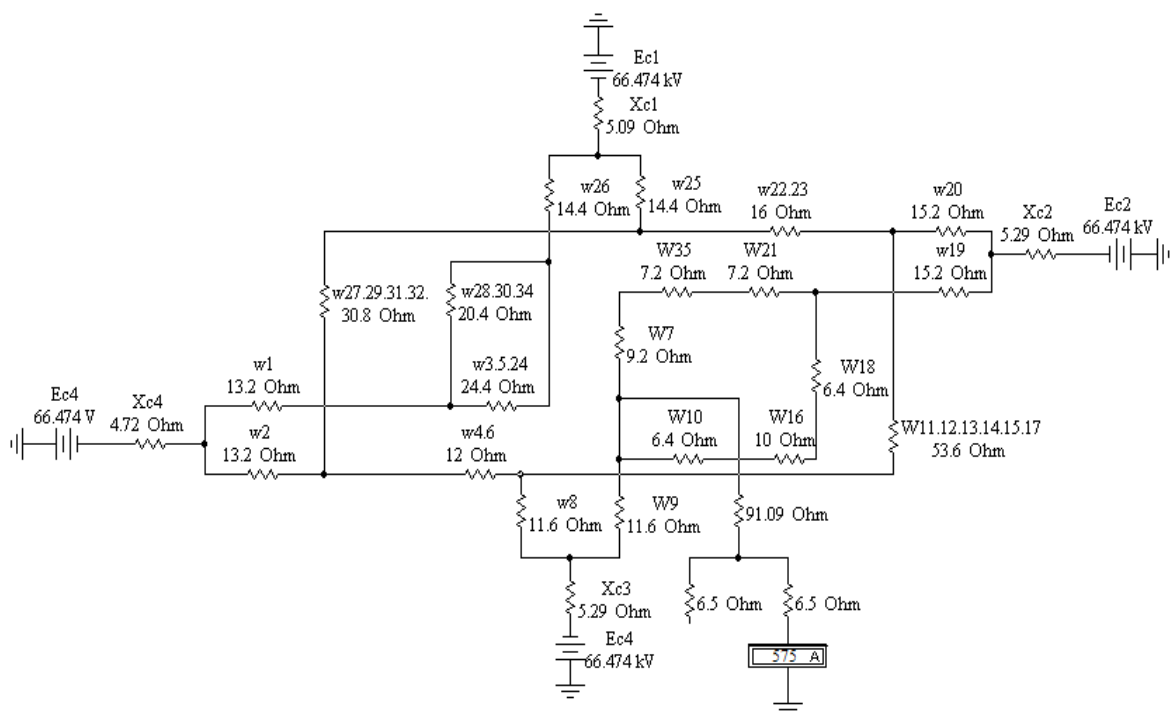 Ec1
66.474 kV
Xc1
5.09 Ohm
w26
14.4 Ohm
w25
14.4 Ohm
w22.23
16 Ohm
w20
15.2 Ohm
Xc2
5.29 Ohm
Ec2
66.474 kV
w19
15.2 Ohm
W35
7.2 Ohm
W21
7.2 Ohm
w27.29.31.32.
30.8 Ohm
w28.30.34
20.4 Ohm
W7
9.2 Ohm
W18
6.4 Ohm
w1
13.2 Ohm
w3.5.24
24.4 Ohm
Ec4
66.474 V
Xc4
4.72 Ohm
W10
6.4 Ohm
W16
10 Ohm
W11.12.13.14.15.17
53.6 Ohm
w2
13.2 Ohm
w4.6
12 Ohm
w8
11.6 Ohm
W9
11.6 Ohm
91.09 Ohm
Xc3
5.29 Ohm
6.5 Ohm
6.5 Ohm
Ec4
66.474 kV
575 A